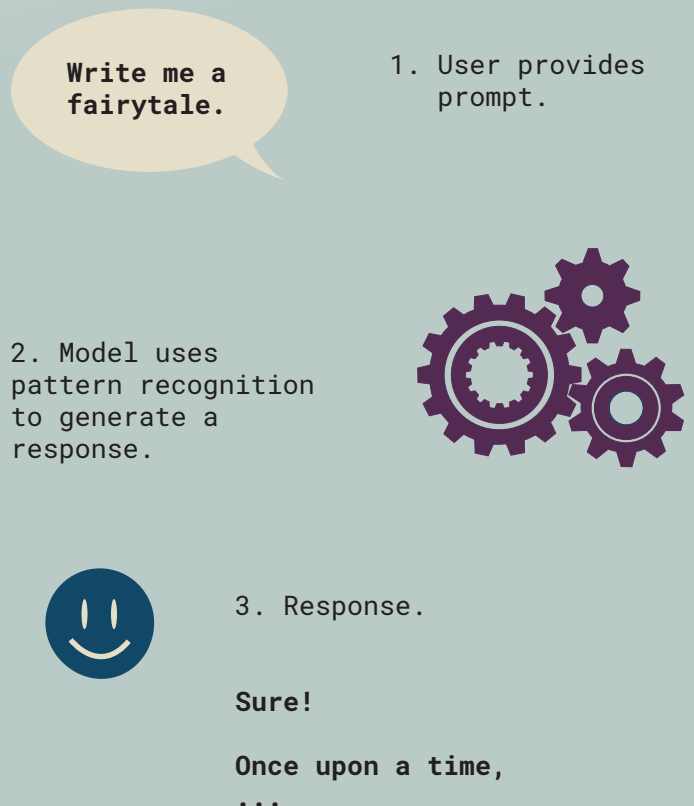 Write me a
fairytale.
1. User provides
prompt.
2. Model uses
pattern recognition
to generate a
response.
3. Response.
Sure!
Once upon a time,
...